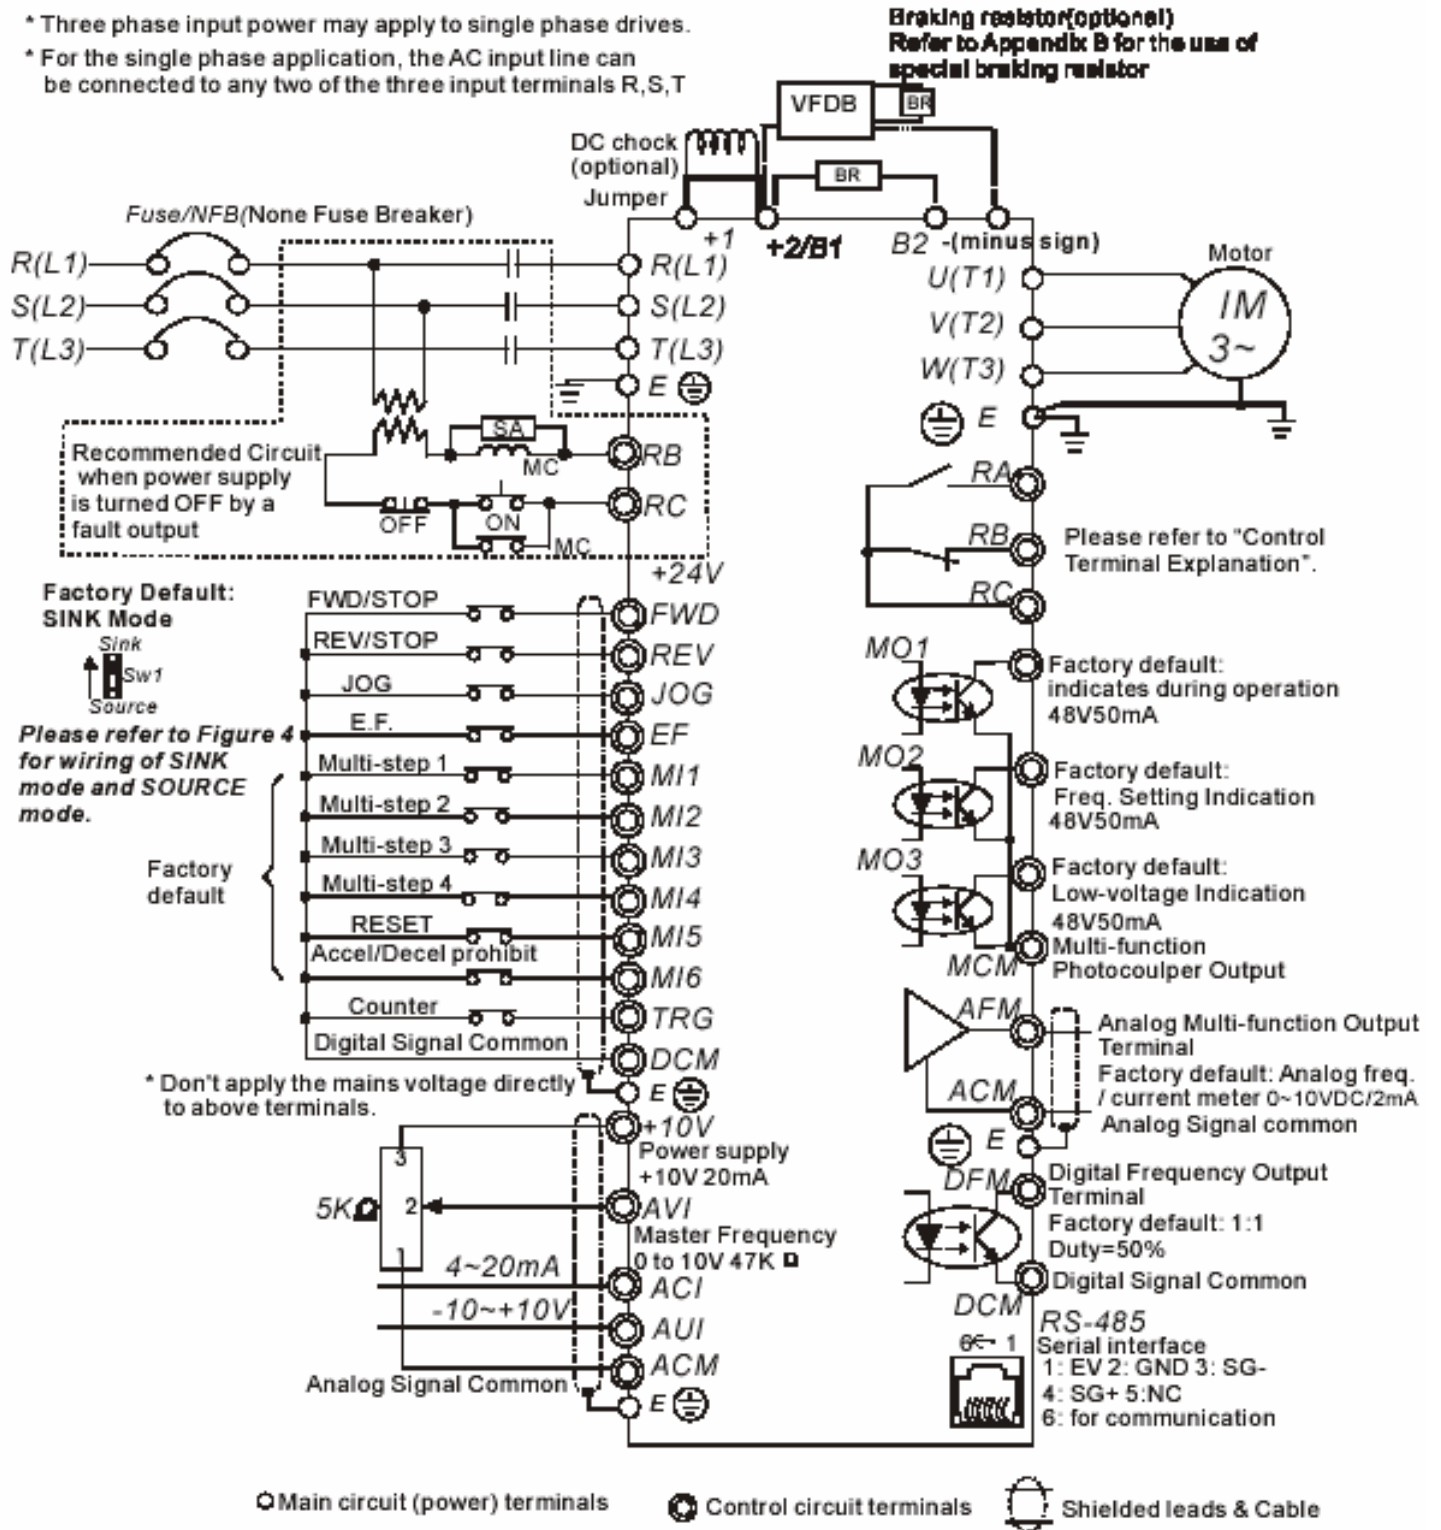 * Three phase input power may apply to single phase drives.
* For the single phase application, the AC input line can
be connected to any two of the three input terminals R,S,T
Braking resistor(optional)
Refer to Appendix B for the use of
special braking resistor
VFDB
BR
DC chock
(optional)
Jumper
BR
Fuse/NFB(None Fuse Breaker)
+1
+2/B1
B2
-(minus sign)
R(L1)
S(L2)
T(L3)
R(L1)
S(L2)
T(L3)
E
U(T1)
V(T2)
W(T3)
E
Motor
IM
3~
Recommended Circuit
when power supply
is turned OFF by a
fault output
SA
MC
RB
OFF
ON
MC
RC
RA
RB
RC
Please refer to "Control
Terminal Explanation".
Factory Default:
SINK Mode
Sink
Sw1
Source
Please refer to Figure 4
for wiring of SINK
mode and SOURCE
mode.
+24V
FWD/STOP
FWD
REV/STOP
REV
JOG
JOG
E.F.
EF
Factory
default
Multi-step 1
MI1
Multi-step 2
MI2
Multi-step 3
MI3
Multi-step 4
MI4
RESET
MI5
Accel/Decel prohibit
MI6
Counter
TRG
Digital Signal Common
DCM
E
* Don't apply the mains voltage directly
to above terminals.
MO1
Factory default:
indicates during operation
48V50mA
MO2
Factory default:
Freq. Setting Indication
48V50mA
MO3
Factory default:
Low-voltage Indication
48V50mA
MCM
Multi-function
Photocoulper Output
AFM
Analog Multi-function Output
Terminal
Factory default: Analog freq.
/ current meter 0~10VDC/2mA
ACM
Analog Signal common
E
+10V
Power supply
+10V 20mA
3
5KΩ
2
1
AVI
Master Frequency
0 to 10V 47K
4~20mA
ACI
-10~+10V
AUI
ACM
Analog Signal Common
E
DFM
Digital Frequency Output
Terminal
Factory default: 1:1
Duty=50%
Digital Signal Common
DCM
RS-485
6← 1
Serial interface
1: EV 2: GND 3: SG-
4: SG+ 5:NC
6: for communication
Main circuit (power) terminals
Control circuit terminals
Shielded leads & Cable